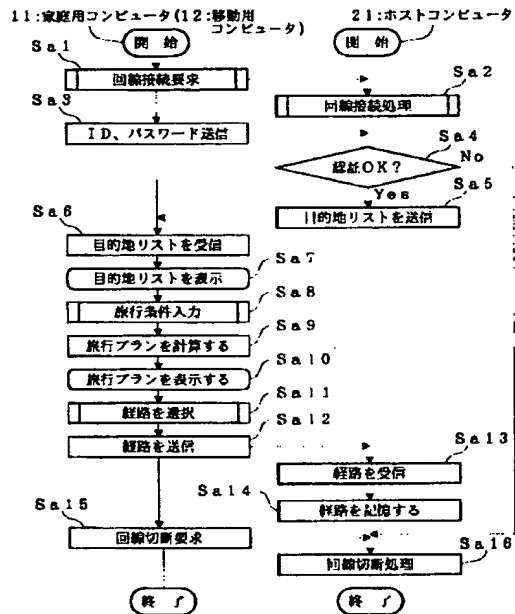 11:家庭用コンピュータ(12:移動用
コンピュータ)
21:ホストコンピュータ
開 始
開 始
Sa1
回線接続要求
Sa2
回線接続処理
Sa3
ID、パスワード送信
Sa4
認証OK?
No
Yes
Sa5
目的地リストを送信
Sa6
目的地リストを受信
Sa7
目的地リストを表示
Sa8
旅行条件入力
Sa9
旅行プランを計算する
Sa10
旅行プランを表示する
Sa11
経路を選択
Sa12
経路を送信
Sa13
経路を受信
Sa14
経路を記憶する
Sa15
回線切断要求
Sa16
回線切断処理
終 了
終 了